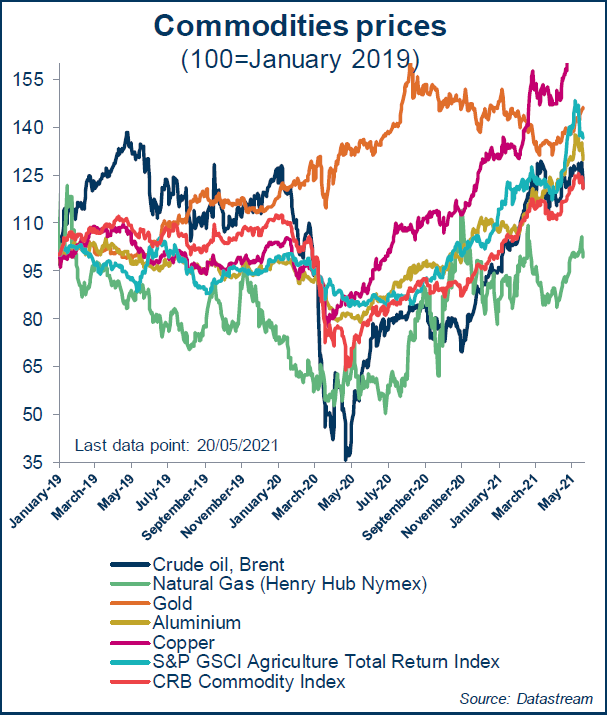 Commodities prices
(100=January 2019)
155
140
125
110
95
80
65
50
35
Last data point: 20/05/2021
January-19
March-19
May-19
July-19
September-19
November-19
January-20
March-20
May-20
July-20
September-20
November-20
January-21
March-21
May-21
Crude oil, Brent
Natural Gas (Henry Hub Nymex)
Gold
Aluminium
Copper
S&P GSCI Agriculture Total Return Index
CRB Commodity Index
Source: Datastream